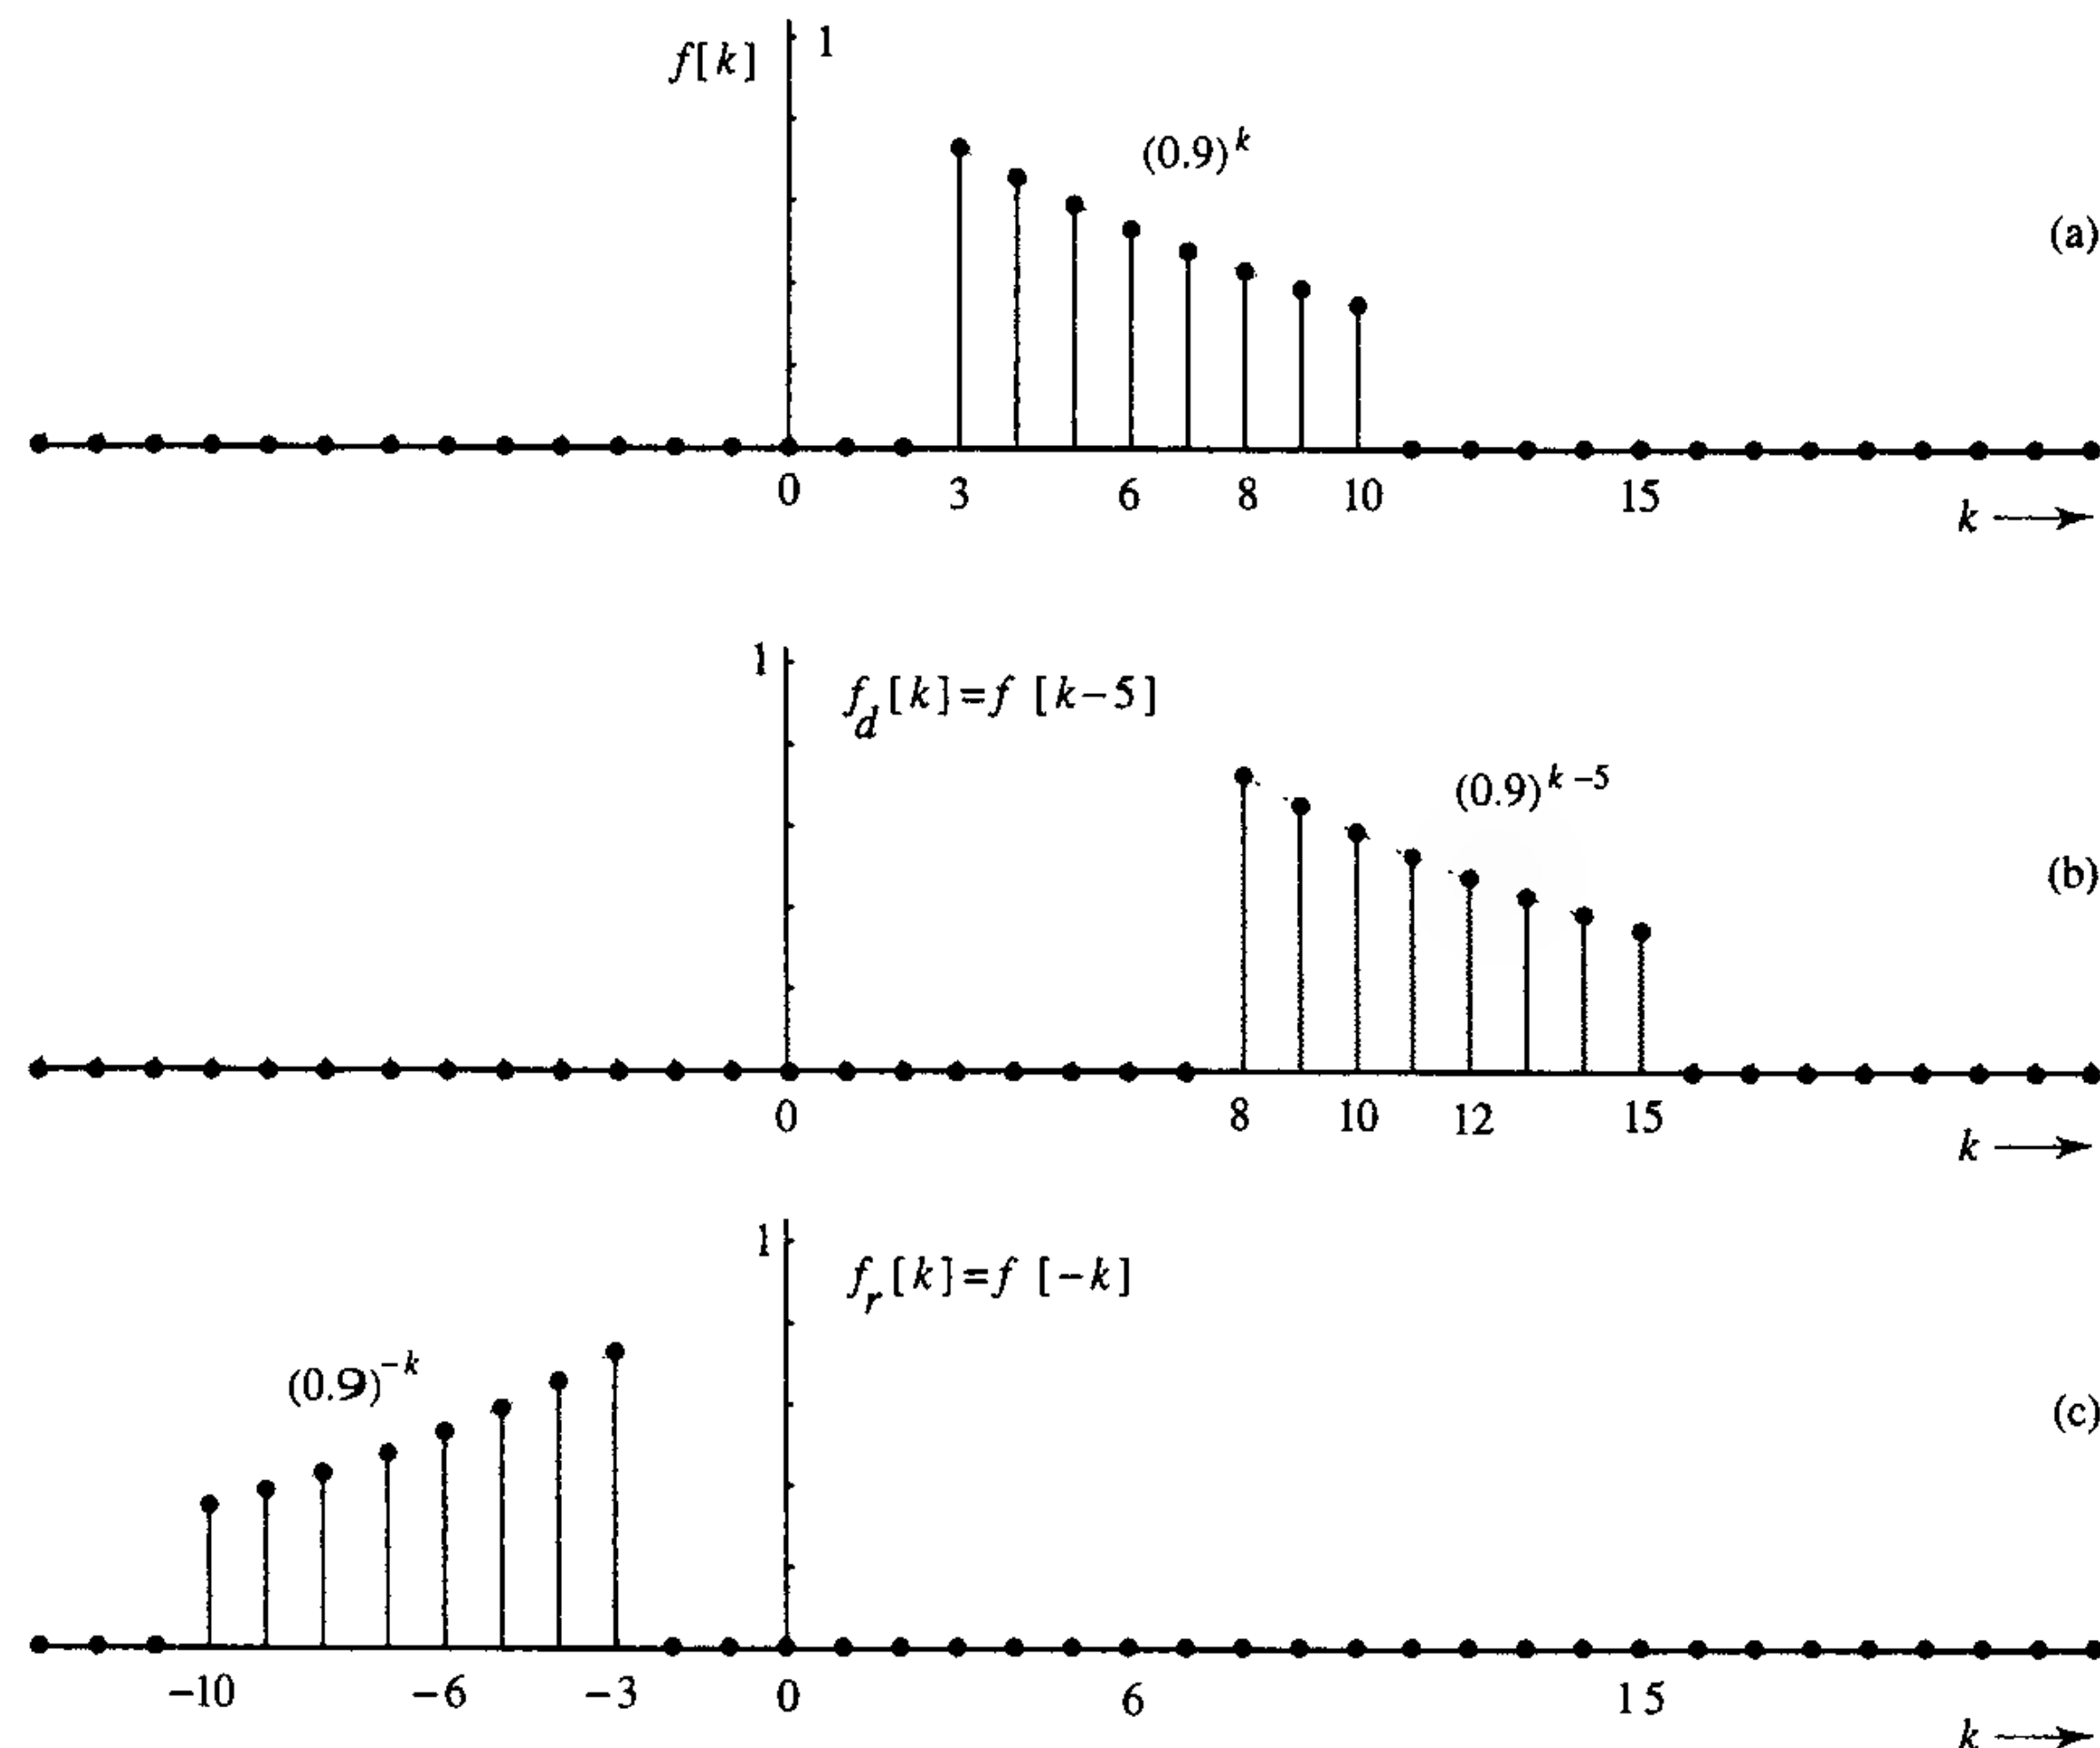 f[k]
1
(0.9)^k
(a)
0 3 6 8 10 15
k
1
f_d[k]=f [k−5]
(0.9)^{k−5}
(b)
0 8 10 12 15
k
1
f_r[k]=f [−k]
(0.9)^{−k}
(c)
−10 −6 −3 0 6 15
k